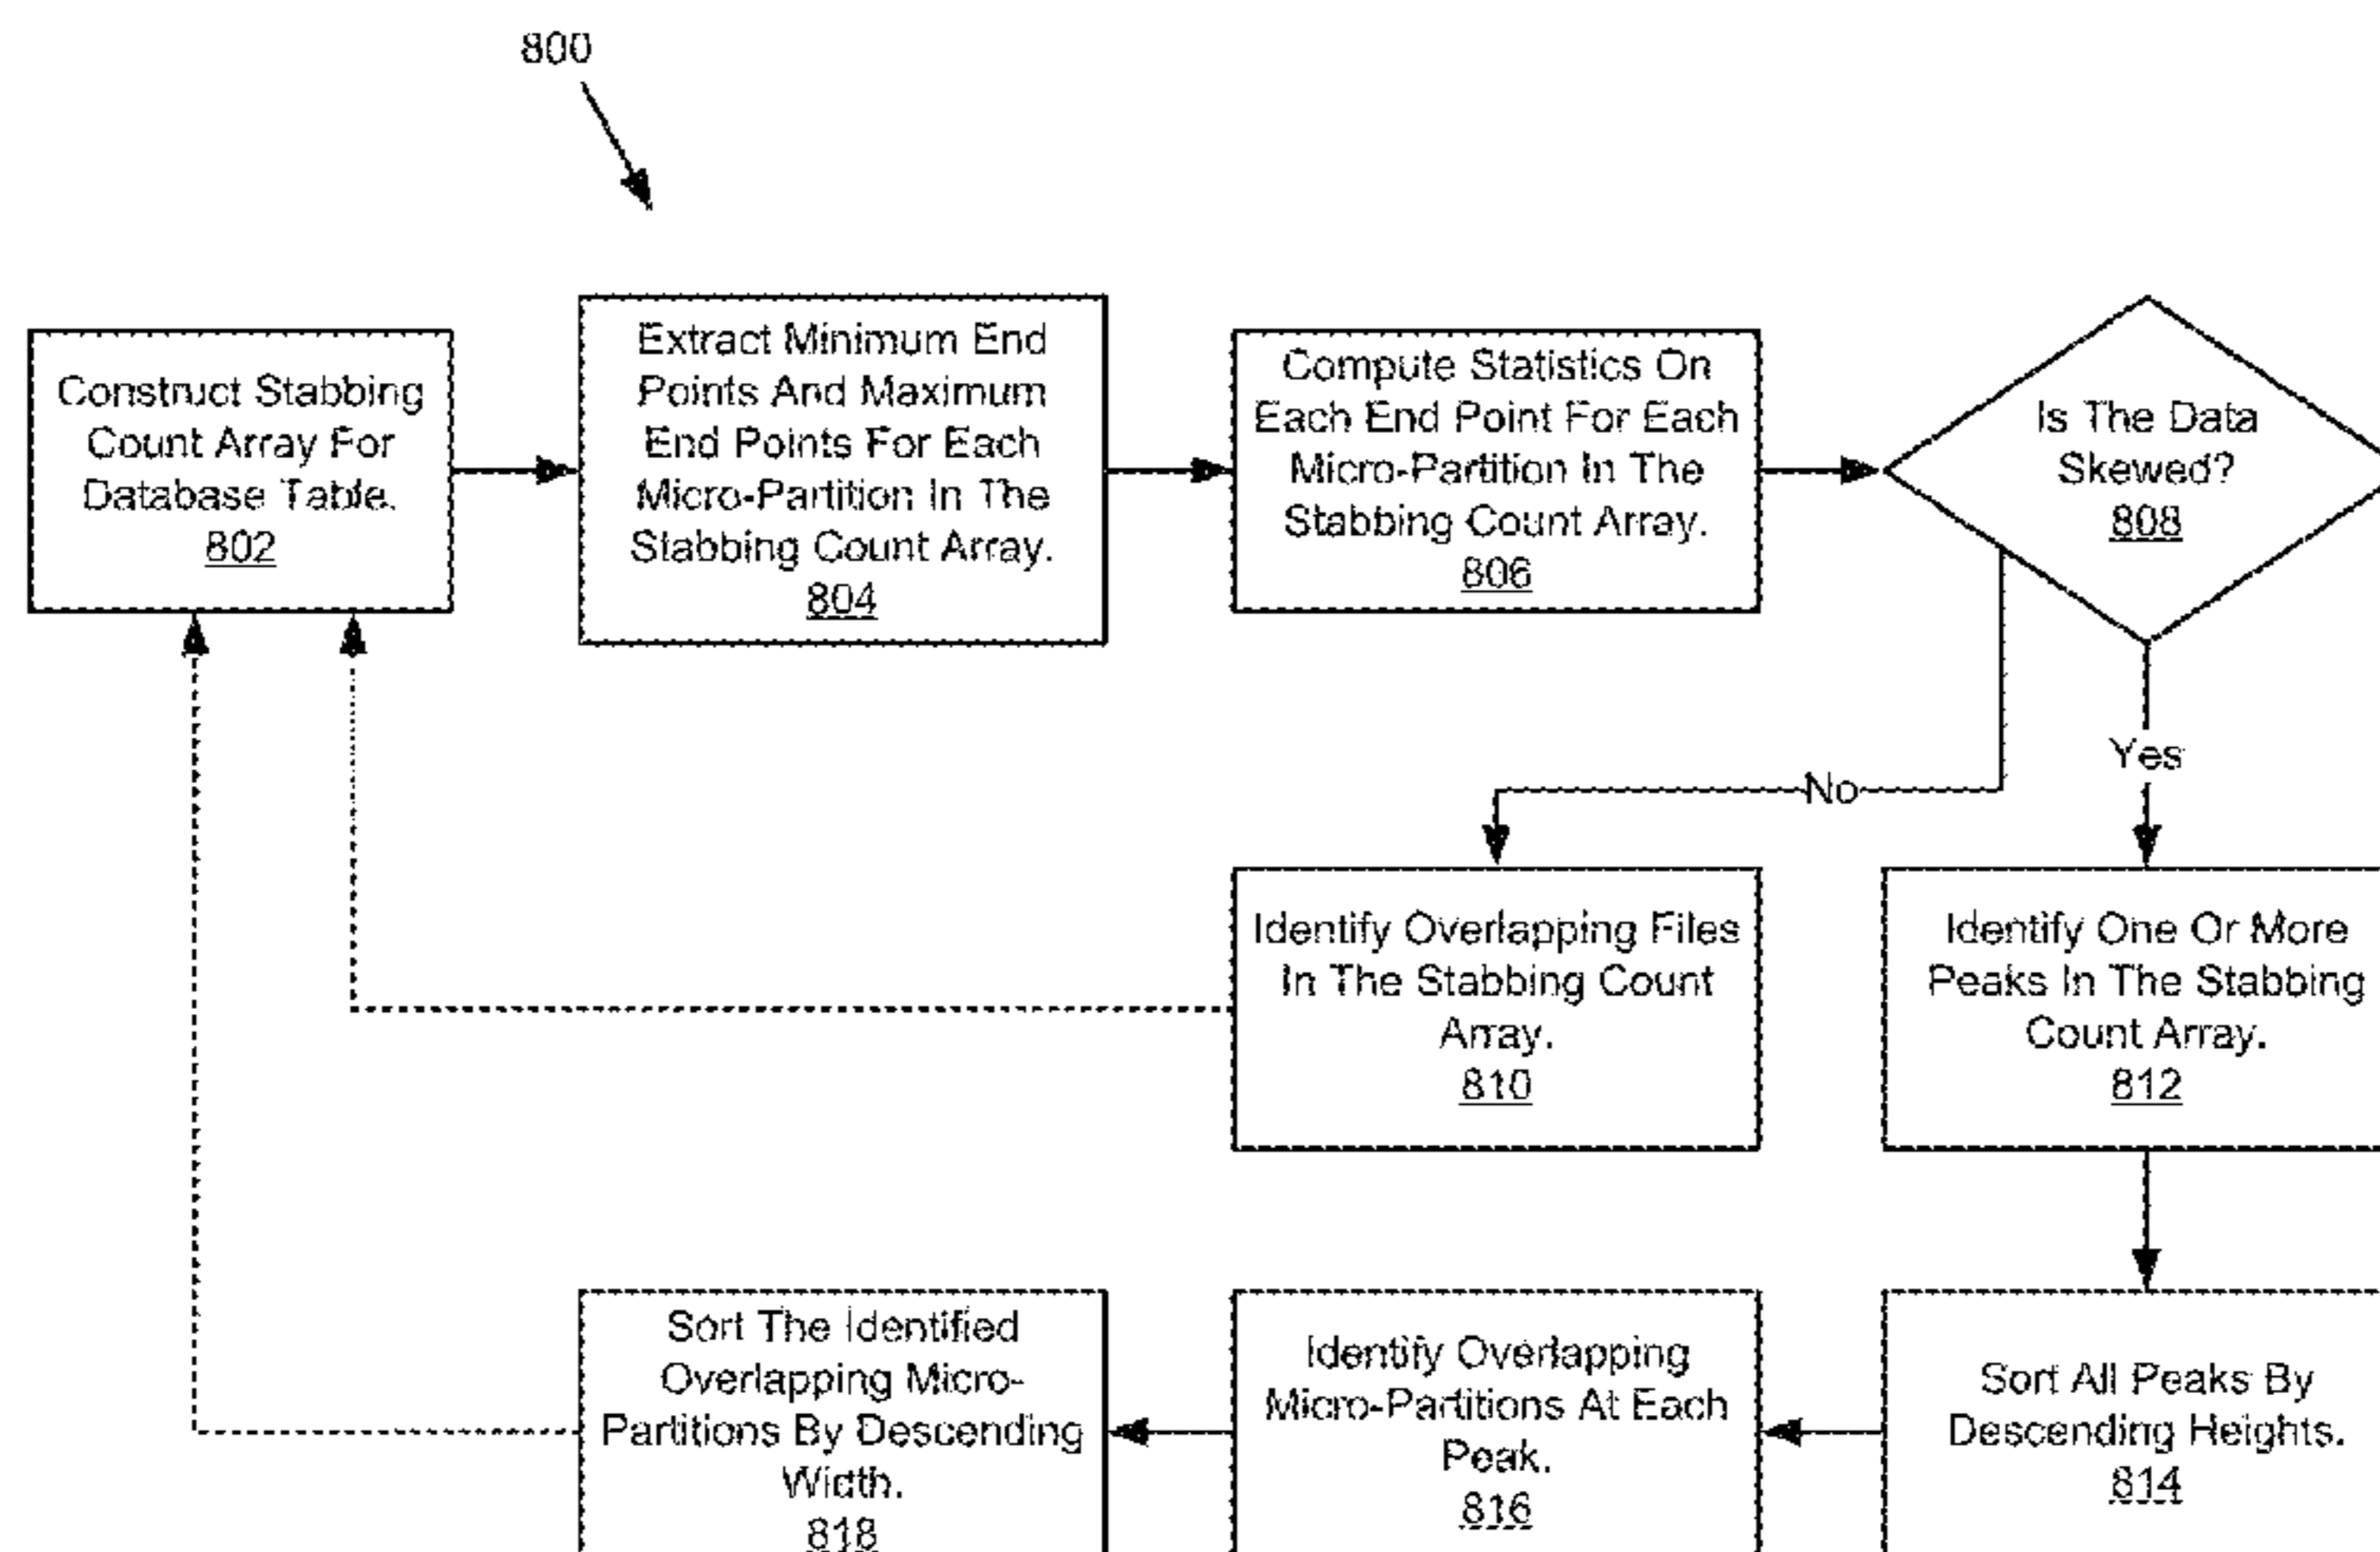 800
Construct Stabbing
Count Array For
Database Table.
802
Extract Minimum End
Points And Maximum
End Points For Each
Micro-Partition In The
Stabbing Count Array.
804
Compute Statistics On
Each End Point For Each
Micro-Partition In The
Stabbing Count Array.
806
Is The Data
Skewed?
808
No
Yes
Identify Overlapping Files
In The Stabbing Count
Array.
810
Identify One Or More
Peaks In The Stabbing
Count Array.
812
Sort All Peaks By
Descending Heights.
814
Identify Overlapping
Micro-Partitions At Each
Peak.
816
Sort The Identified
Overlapping Micro-
Partitions By Descending
Width.
818